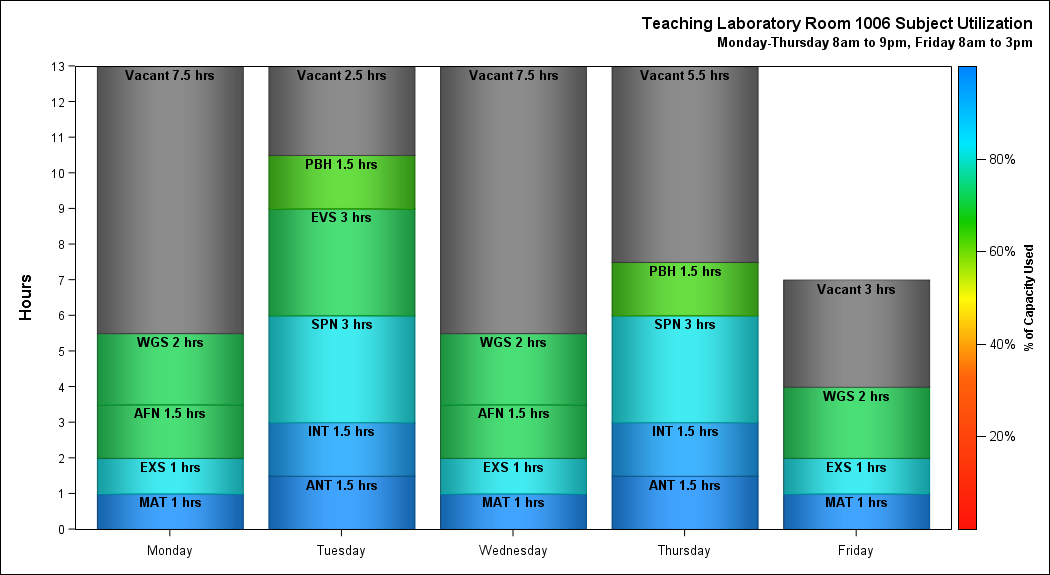 Teaching Laboratory Room 1006 Subject Utilization
Monday-Thursday 8am to 9pm, Friday 8am to 3pm
Hours
13
12
11
10
9
8
7
6
5
4
3
2
1
0
Vacant 7.5 hrs
WGS 2 hrs
AFN 1.5 hrs
EXS 1 hrs
MAT 1 hrs
Vacant 2.5 hrs
PBH 1.5 hrs
EVS 3 hrs
SPN 3 hrs
INT 1.5 hrs
ANT 1.5 hrs
Vacant 7.5 hrs
WGS 2 hrs
AFN 1.5 hrs
EXS 1 hrs
MAT 1 hrs
Vacant 5.5 hrs
PBH 1.5 hrs
SPN 3 hrs
INT 1.5 hrs
ANT 1.5 hrs
Vacant 3 hrs
WGS 2 hrs
EXS 1 hrs
MAT 1 hrs
Monday
Tuesday
Wednesday
Thursday
Friday
80%
60%
40%
20%
% of Capacity Used